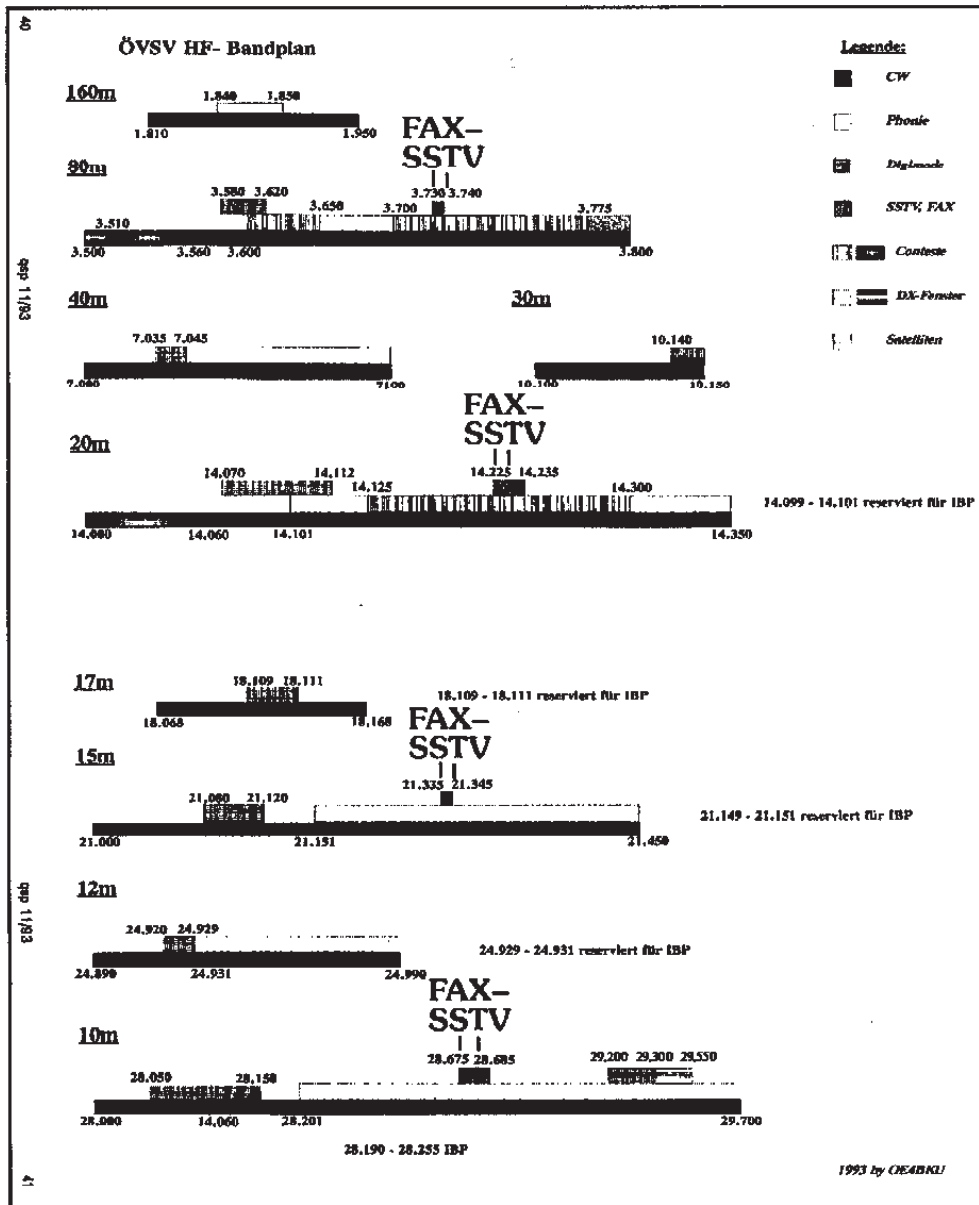 40
ÖVSV HF- Bandplan
Legende:
CW
Phonie
Digimode
SSTV, FAX
Conteste
DX-Fenster
Satelliten
160m
1.840 1.850
1.810 1.950
FAX-
SSTV
80m
3.580 3.620 3.650 3.700 3.730 3.740 3.775
3.510
3.500 3.560 3.600 3.800
qsp 11/93
40m
7.035 7.045
7.000 7100
30m
10.140
10.100 10.150
FAX-
SSTV
20m
14.070 14.112 14.125 14.225 14.235 14.300
14.099 - 14.101 reserviert für IBP
14.000 14.060 14.101 14.350
17m
18.109 18.111
18.109 - 18.111 reserviert für IBP
18.068 18.168
FAX-
SSTV
15m
21.335 21.345
21.080 21.120
21.149 - 21.151 reserviert für IBP
21.000 21.151 21.450
qsp 11/93
12m
24.920 24.929
24.929 - 24.931 reserviert für IBP
24.890 24.931 24.990
FAX-
SSTV
10m
28.675 28.685 29,200 29,300 29,550
28.050 28,150
28.000 14,060 28.201 29.700
28.190 - 28.255 IBP
1993 by OE4BKU
41